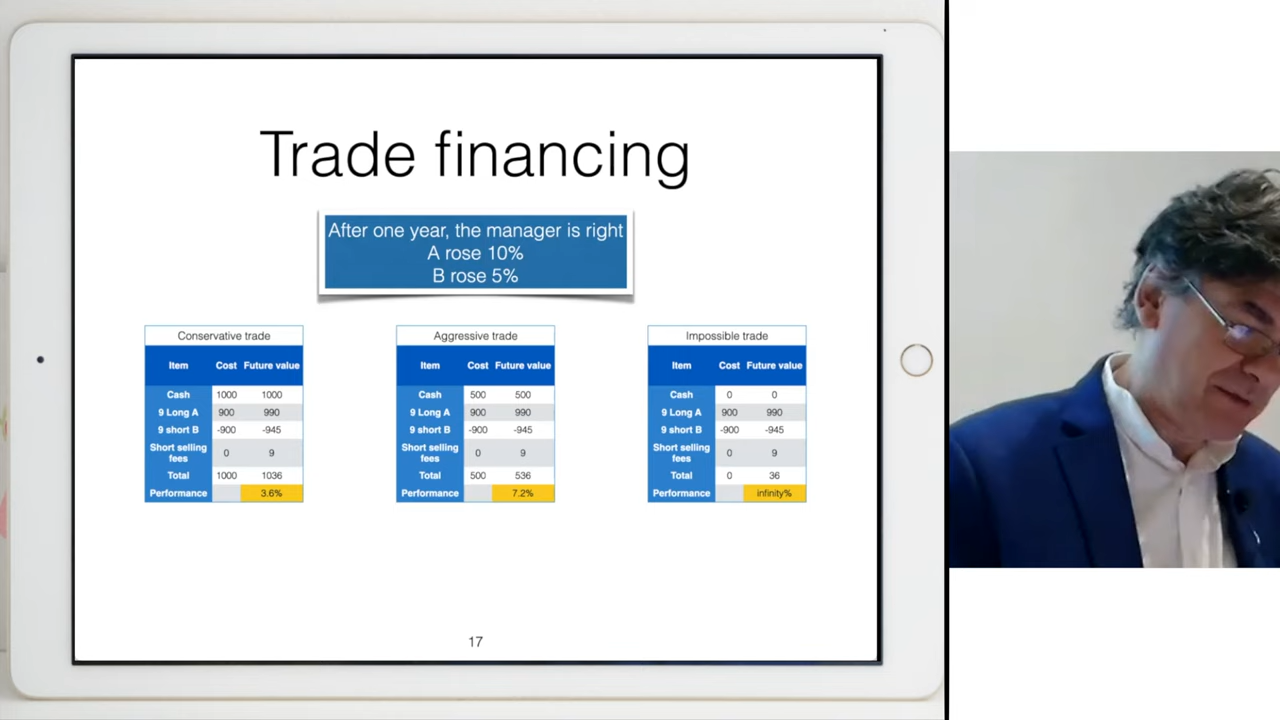 Trade financing
After one year, the manager is right
A rose 10%
B rose 5%
Conservative trade
Item Cost Future value
Cash 1000 1000
9 Long A 900 990
9 short B -900 -945
Short selling
fees 0 9
Total 1000 1036
Performance 3.6%
Aggressive trade
Item Cost Future value
Cash 500 500
9 Long A 900 990
9 short B -900 -945
Short selling
fees 0 9
Total 500 536
Performance 7.2%
Impossible trade
Item Cost Future value
Cash 0 0
9 Long A 900 990
9 short B -900 -945
Short selling
fees 0 9
Total 0 36
Performance infinity%
17